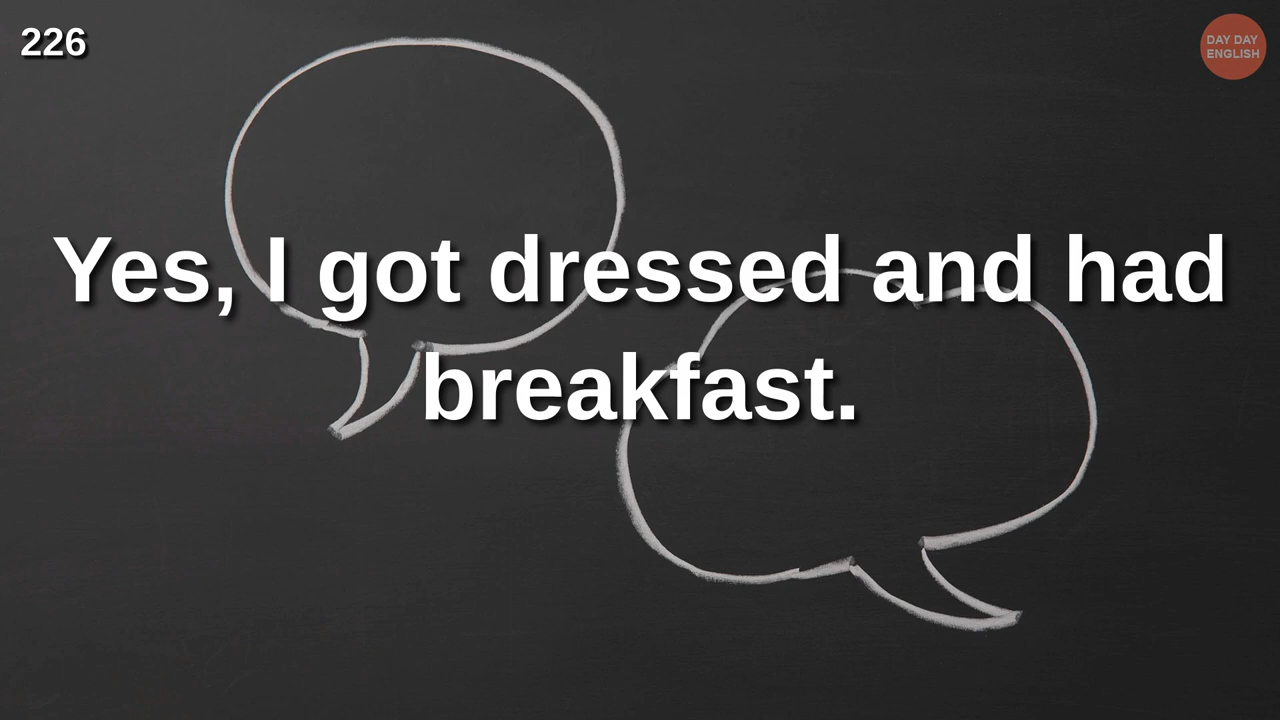 226
DAY DAY
ENGLISH
Yes, I got dressed and had
breakfast.